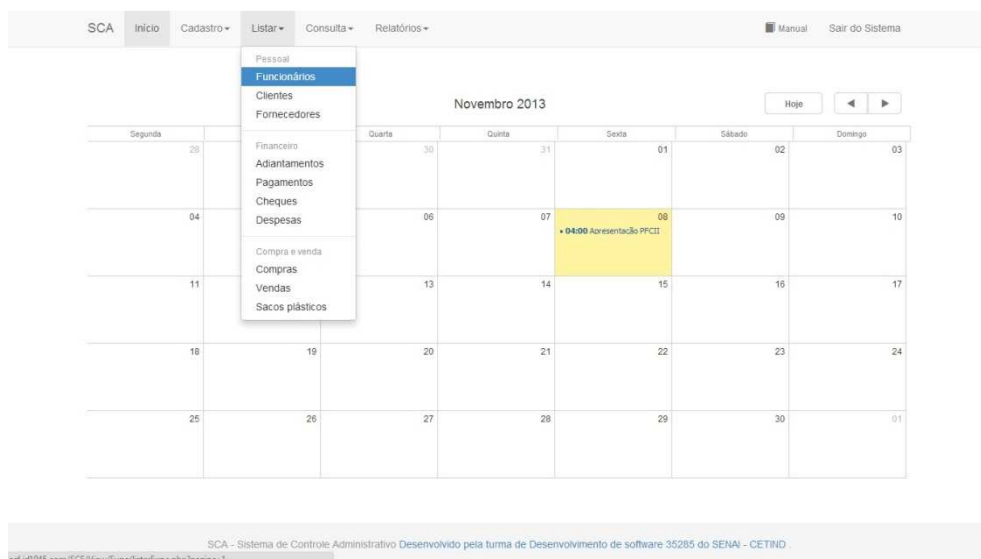 SCA Início Cadastro Listar Consulta Relatórios Manual Sair do Sistema
Pessoal
Funcionários
Clientes
Fornecedores
Financeiro
Adiantamentos
Pagamentos
Cheques
Despesas
Compra e venda
Compras
Vendas
Sacos plásticos
Novembro 2013
Hoje
Segunda Quarta Quinta Sexta Sábado Domingo
28 30 31 01 02 03
04 06 07 08 09 10
04:00 Apresentação PFCII
11 13 14 15 16 17
18 19 20 21 22 23 24
25 26 27 28 29 30 01
SCA - Sistema de Controle Administrativo Desenvolvido pela turma de Desenvolvimento de software 35285 do SENAI - CETIND